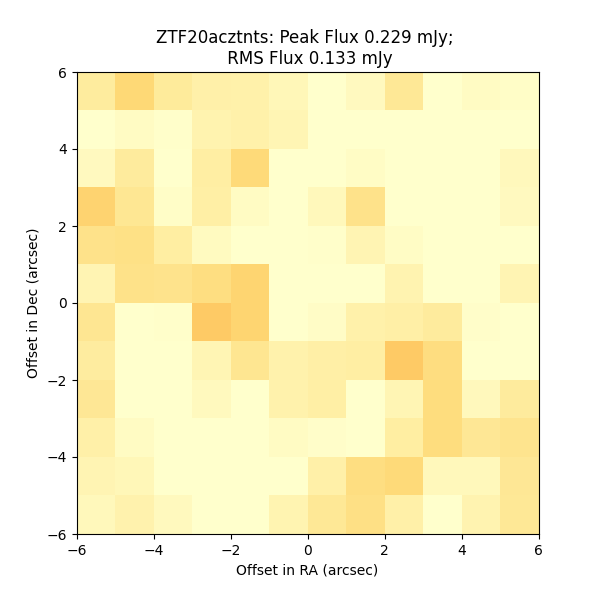 ZTF20acztnts: Peak Flux 0.229 mJy;
RMS Flux 0.133 mJy
6
4
2
0
−2
−4
−6
Offset in Dec (arcsec)
−6 −4 −2 0 2 4 6
Offset in RA (arcsec)